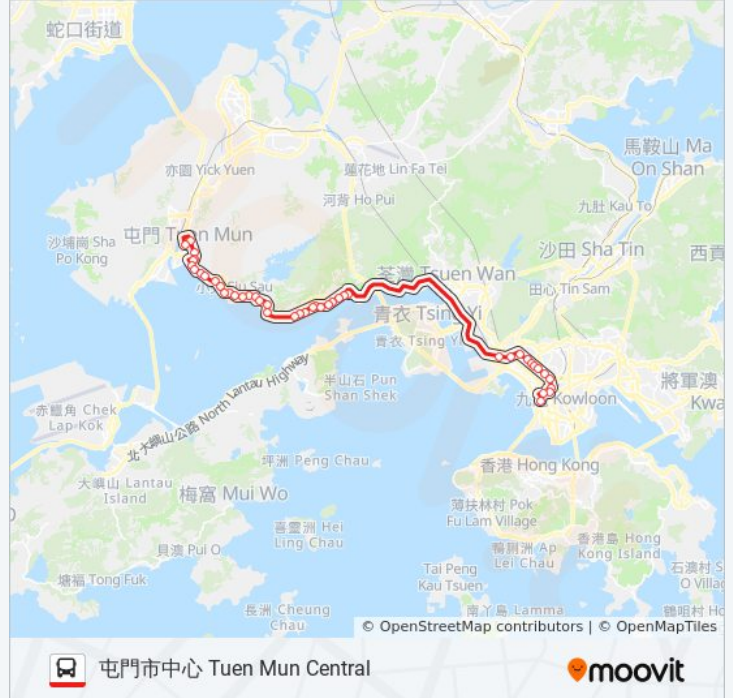 蛇口街道
馬鞍山 Ma
On Shan
亦園 Yick Yuen
蓮花地 Lin Fa Tei
河背 Ho Pui
九肚 Kau To
屯門 Tuen Mun
沙埔崗 Sha
Po Kong
沙田 Sha Tin
西貢
荃灣 Tsuen Wan
田心 Tin Sam
Siu Sau
青衣 Tsing Yi
青衣 Tsing Yi
半山石 Pun
Shan Shek
將軍澳
Kwa
Kowloon
赤鱲角 Chek
Lap Kok
北大嶼山公路 North Lantau Highway
坪洲 Peng Chau
香港 Hong Kong
大嶼山 Lantau
Island
梅窩 Mui Wo
薄扶林村 Pok
Fu Lam Village
喜靈洲 Hei
Ling Chau
鴨脷洲 Ap
Lei Chau
香港島 Hong
Kong Island
貝澳 Pui O
石澳村 S
O Villag
塘福 Tong Fuk
Tai Peng
Kau Tsuen
長洲 Cheung
Chau
南丫島 Lamma
鶴咀村 Ho
© OpenStreetMap contributors | © OpenMapTiles
屯門市中心 Tuen Mun Central
moovit